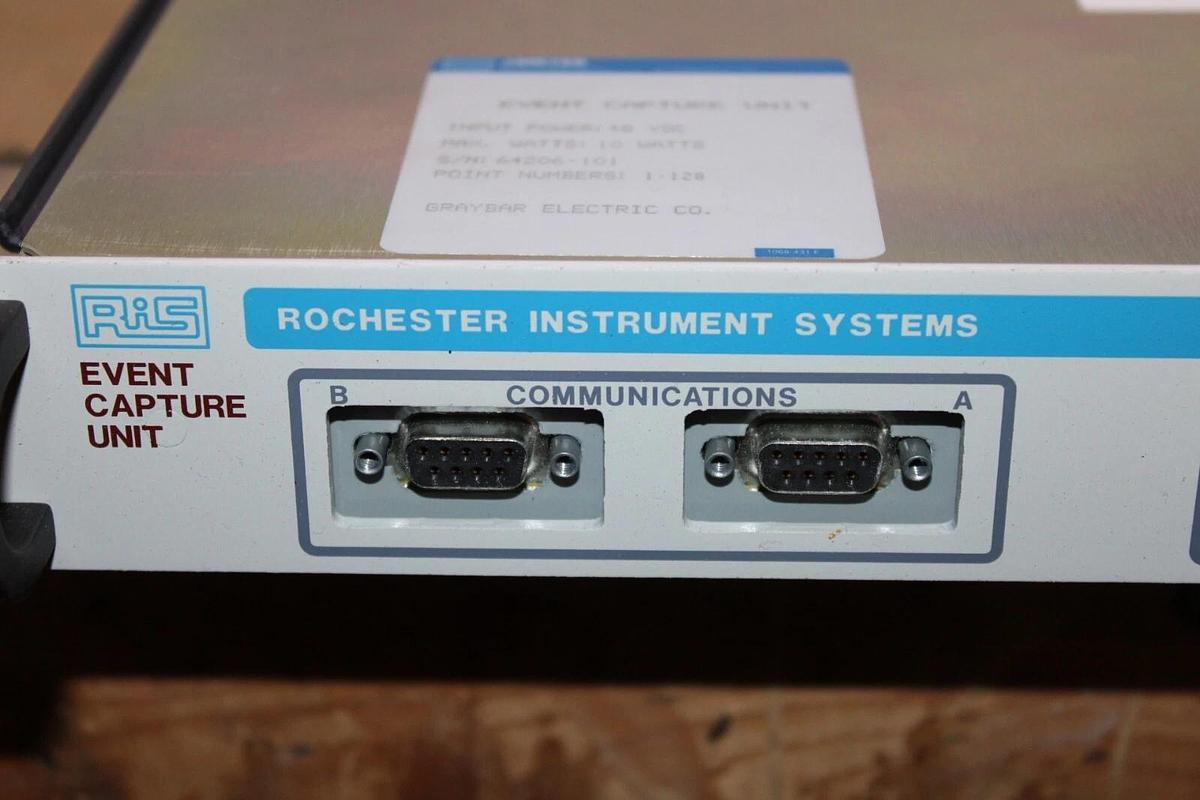 EVENT CAPTURE UNIT
INPUT POWER: 48 VDC
MAX. WATTS: 10 WATTS
S/N: 64206-101
POINT NUMBERS: 1-128
GRAYBAR ELECTRIC CO.
RiS
ROCHESTER INSTRUMENT SYSTEMS
EVENT
CAPTURE
UNIT
B COMMUNICATIONS A